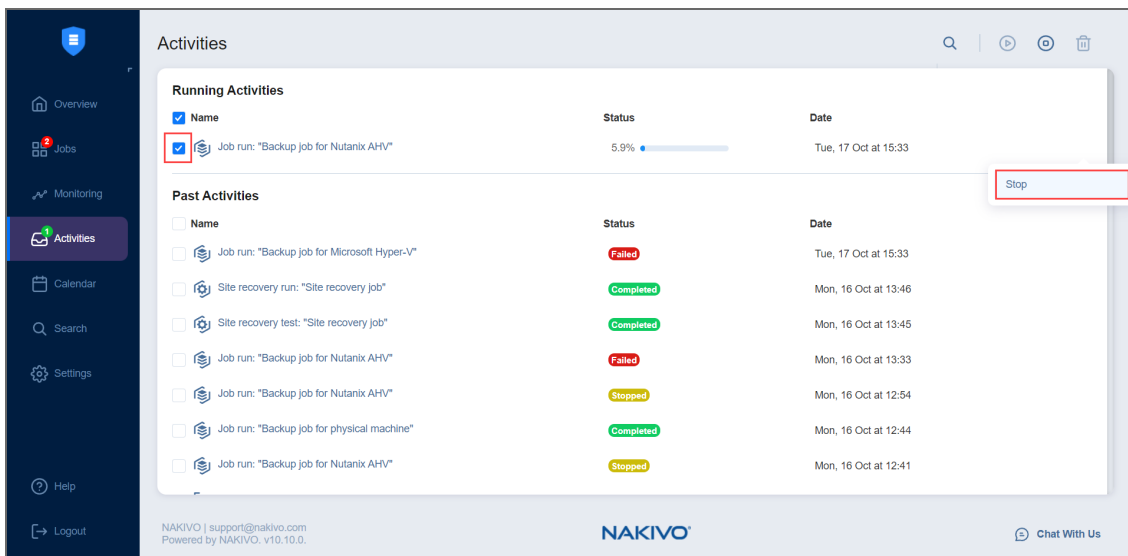 Activities
Overview
2
Jobs
Monitoring
1
Activities
Calendar
Search
Settings
Help
Logout
Running Activities
Name Status Date
Job run: "Backup job for Nutanix AHV" 5.9% Tue, 17 Oct at 15:33
Stop
Past Activities
Name Status Date
Job run: "Backup job for Microsoft Hyper-V" Failed Tue, 17 Oct at 15:33
Site recovery run: "Site recovery job" Completed Mon, 16 Oct at 13:46
Site recovery test: "Site recovery job" Completed Mon, 16 Oct at 13:45
Job run: "Backup job for Nutanix AHV" Failed Mon, 16 Oct at 13:33
Job run: "Backup job for Nutanix AHV" Stopped Mon, 16 Oct at 12:54
Job run: "Backup job for physical machine" Completed Mon, 16 Oct at 12:44
Job run: "Backup job for Nutanix AHV" Stopped Mon, 16 Oct at 12:41
NAKIVO | support@nakivo.com
Powered by NAKIVO. v10.10.0.
NAKIVO®
Chat With Us